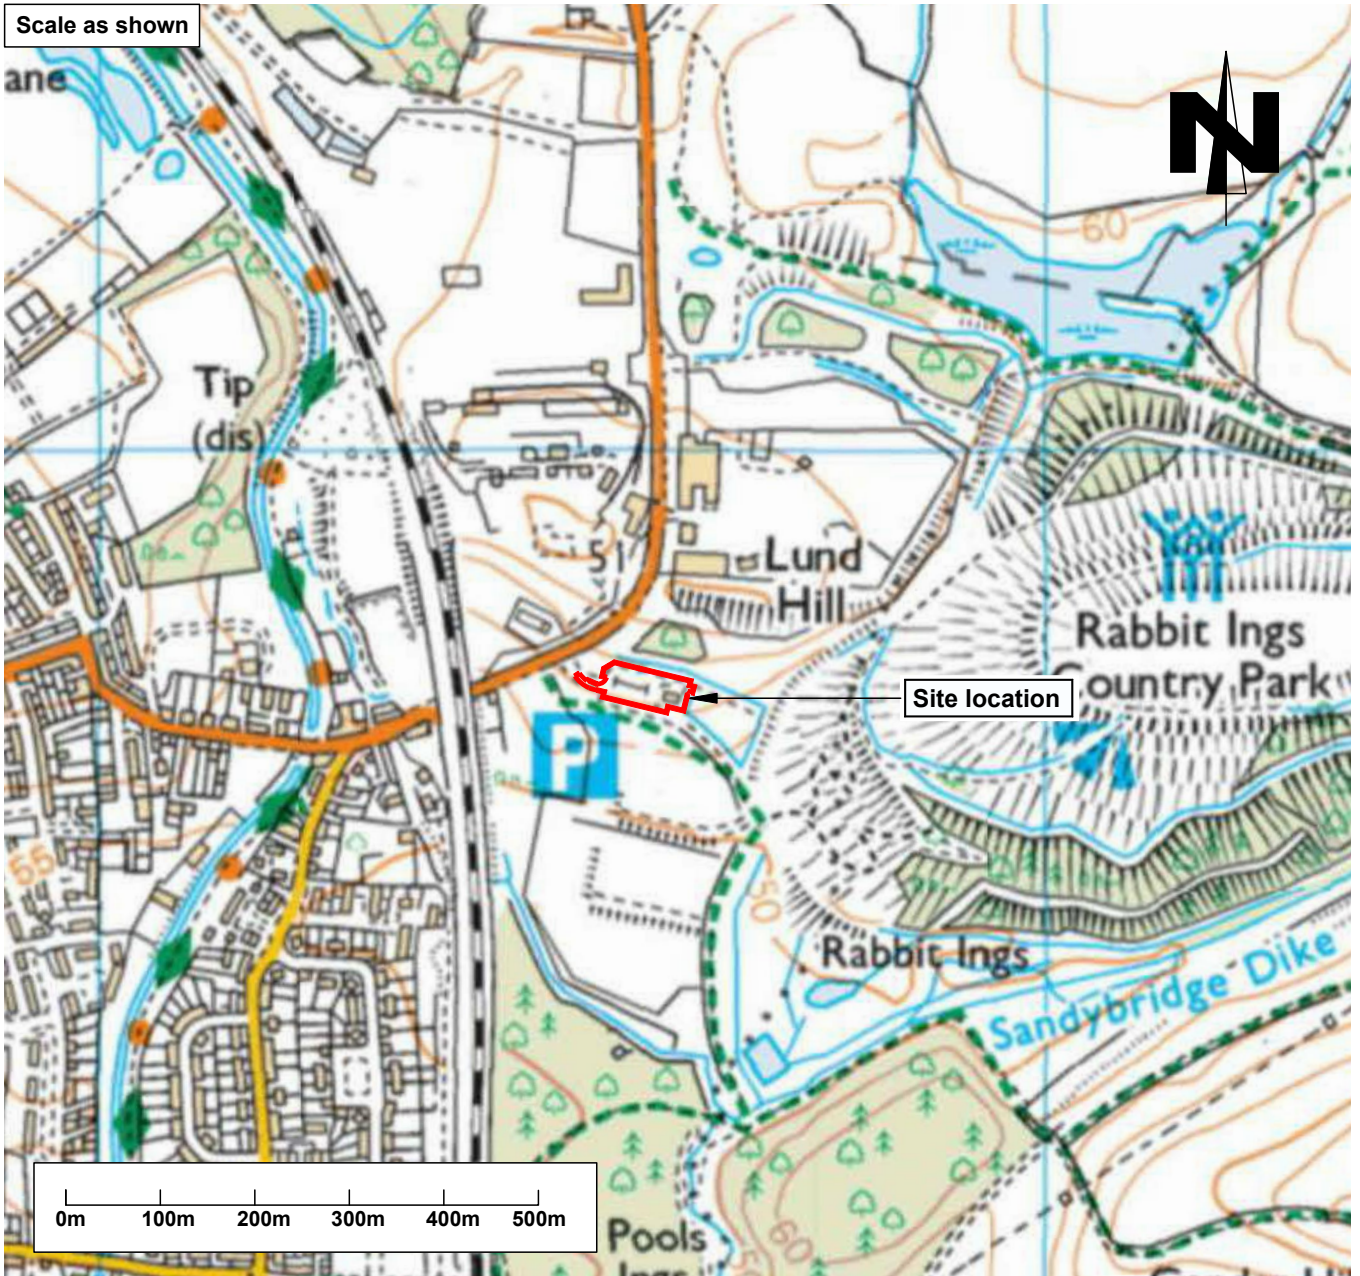 Scale as shown
ane
N
60
Tip
(dis)
51
Lund
Hill
Rabbit Ings
Country Park
Site location
P
55
50
Rabbit Ings
Sandybridge Dike
60
Pools
Ings
0m 100m 200m 300m 400m 500m